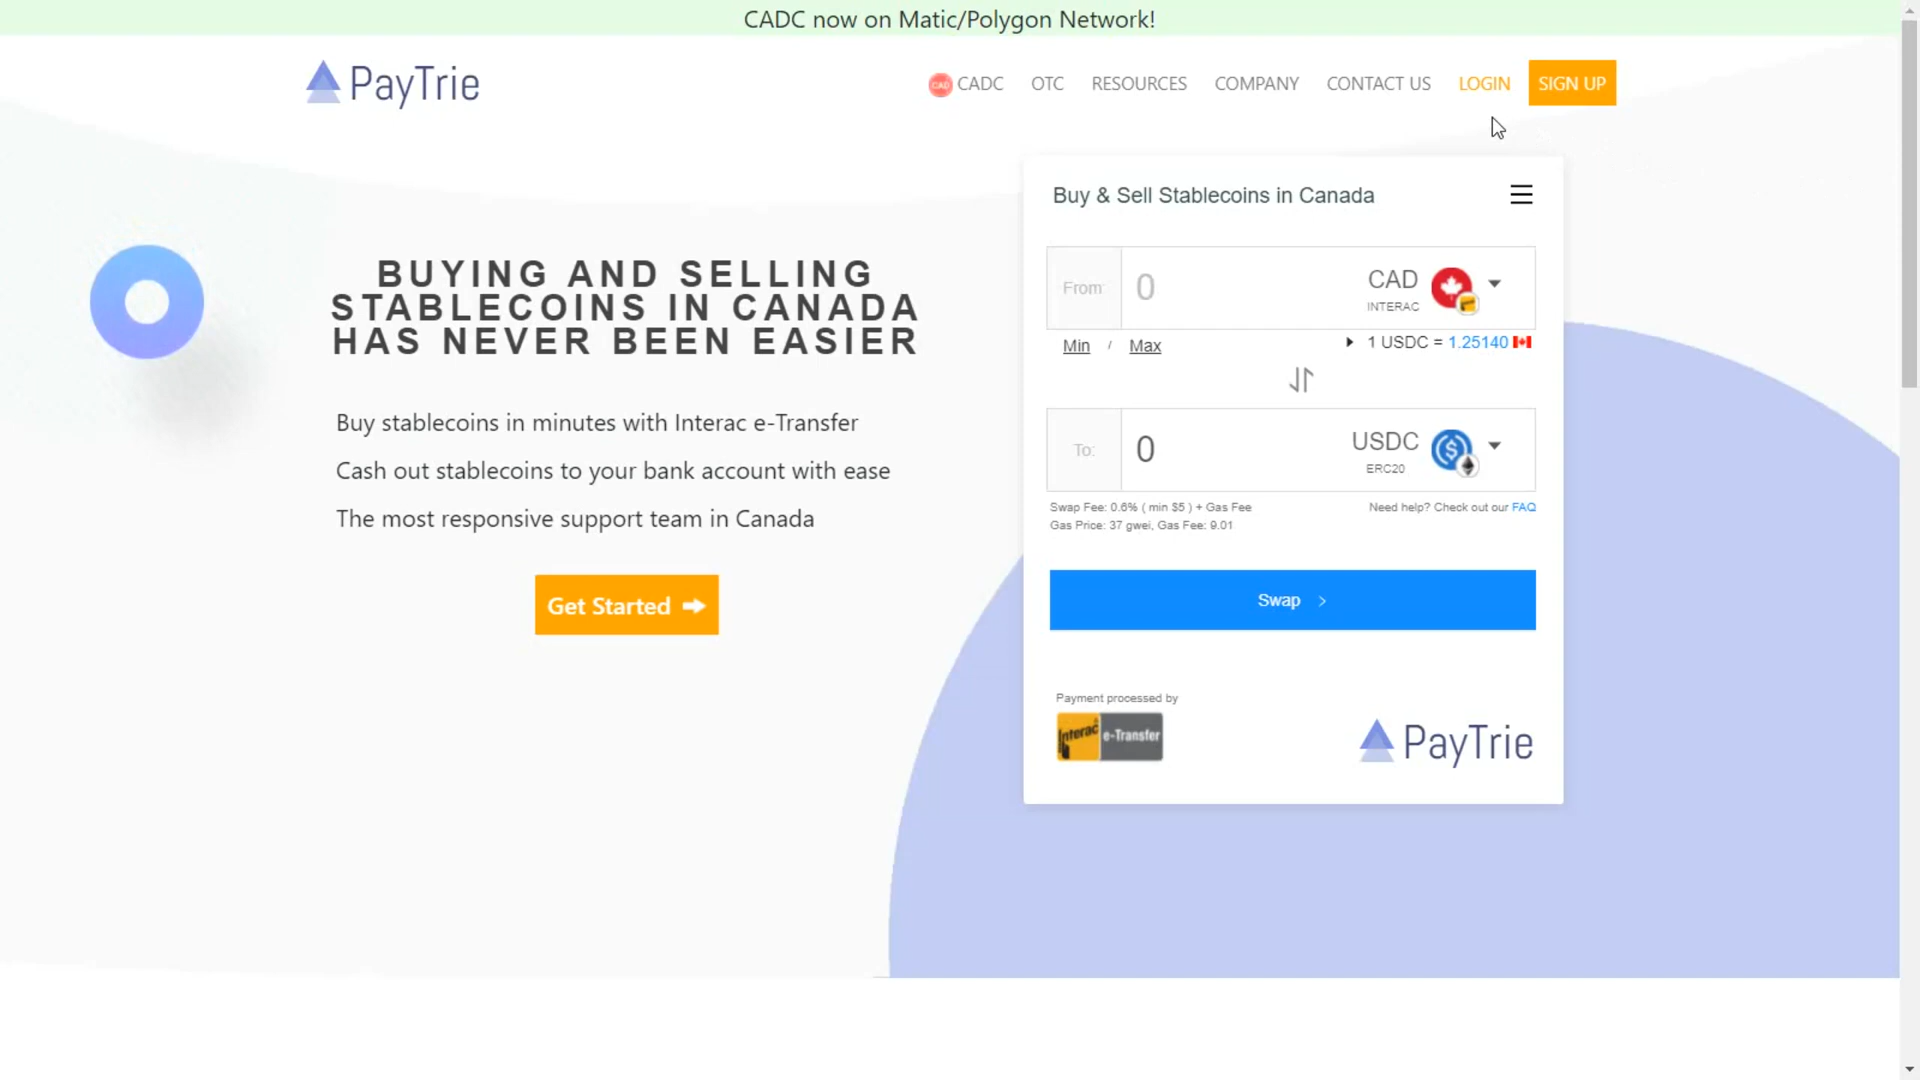 CADC now on Matic/Polygon Network!
PayTrie
CAD CADC OTC RESOURCES COMPANY CONTACT US LOGIN SIGN UP
Buy & Sell Stablecoins in Canada
BUYING AND SELLING
STABLECOINS IN CANADA
HAS NEVER BEEN EASIER
Buy stablecoins in minutes with Interac e-Transfer
Cash out stablecoins to your bank account with ease
The most responsive support team in Canada
Get Started
From: 0 CAD
INTERAC
Min / Max 1 USDC = 1.25140
To: 0 USDC
ERC20
Swap Fee: 0.6% ( min $5 ) + Gas Fee Need help? Check out our FAQ
Gas Price: 37 gwei, Gas Fee: 9.01
Swap >
Payment processed by
Interac e-Transfer
PayTrie